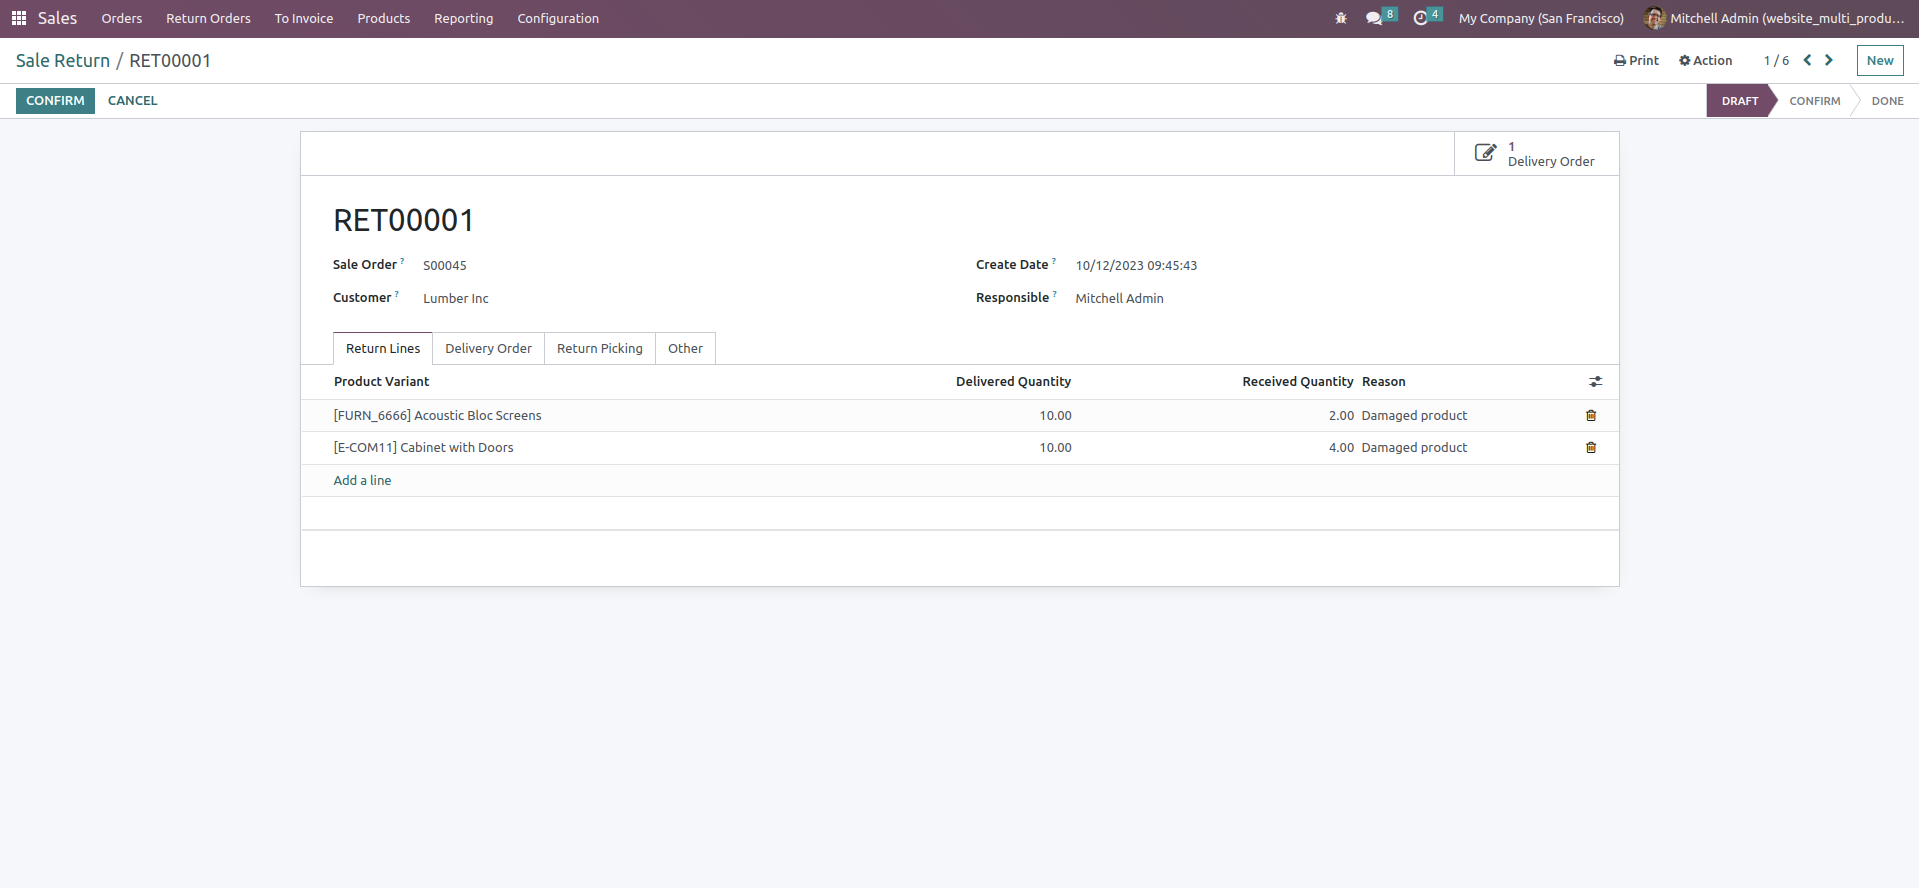 Sales Orders Return Orders To Invoice Products Reporting Configuration 8 4 My Company (San Francisco) Mitchell Admin (website_multi_produ...
Sale Return / RET00001 Print Action 1 / 6 New
CONFIRM CANCEL DRAFT CONFIRM DONE
1
Delivery Order
RET00001
Sale Order ? S00045 Create Date ? 10/12/2023 09:45:43
Customer ? Lumber Inc Responsible ? Mitchell Admin
Return Lines Delivery Order Return Picking Other
Product Variant Delivered Quantity Received Quantity Reason
[FURN_6666] Acoustic Bloc Screens 10.00 2.00 Damaged product
[E-COM11] Cabinet with Doors 10.00 4.00 Damaged product
Add a line